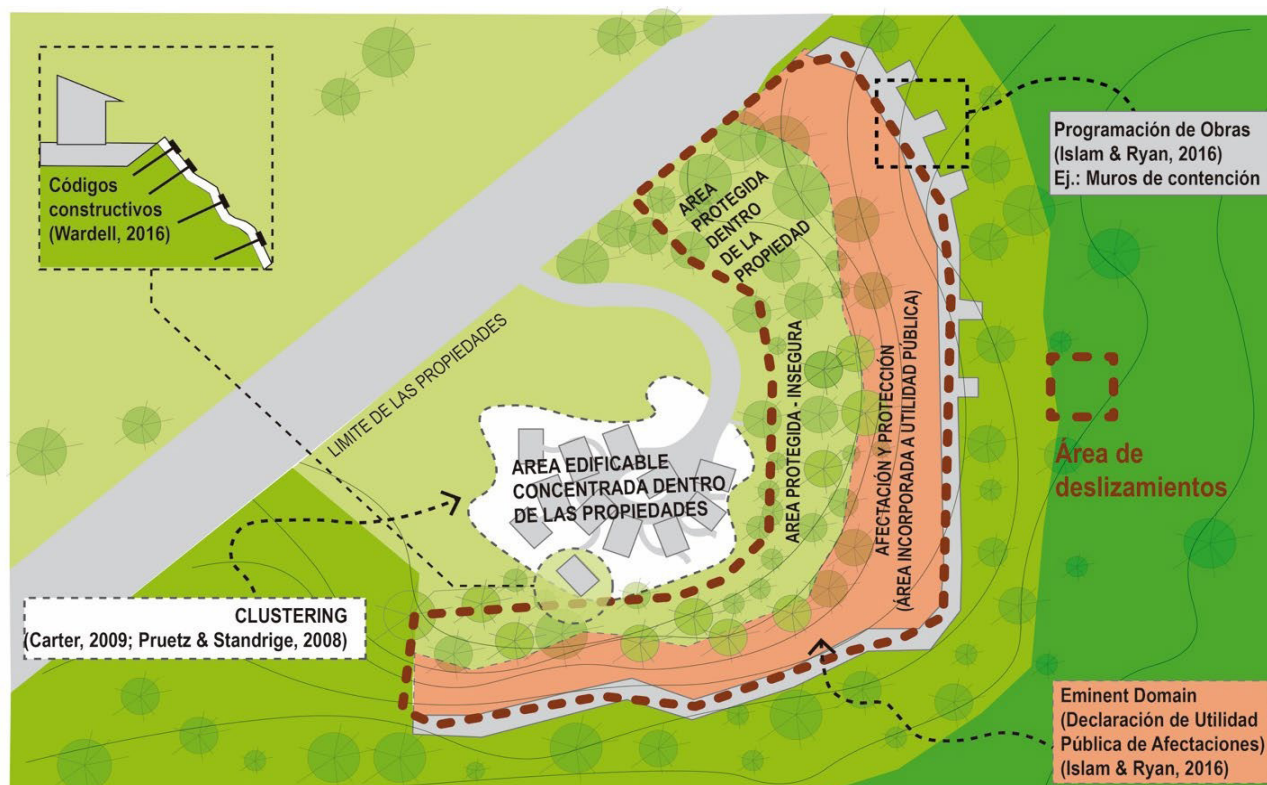 Códigos
constructivos
(Wardell, 2016)
Programación de Obras
(Islam & Ryan, 2016)
Ej.: Muros de contención
AREA
PROTEGIDA
DENTRO
DE LA
PROPIEDAD
LIMITE DE LAS PROPIEDADES
AREA PROTEGIDA - INSEGURA
AFECTACIÓN Y PROTECCIÓN
(ÁREA INCORPORADA A UTILIDAD PÚBLICA)
Área de
deslizamientos
AREA EDIFICABLE
CONCENTRADA DENTRO
DE LAS PROPIEDADES
CLUSTERING
(Carter, 2009; Pruetz & Standrige, 2008)
Eminent Domain
(Declaración de Utilidad
Pública de Afectaciones)
(Islam & Ryan, 2016)